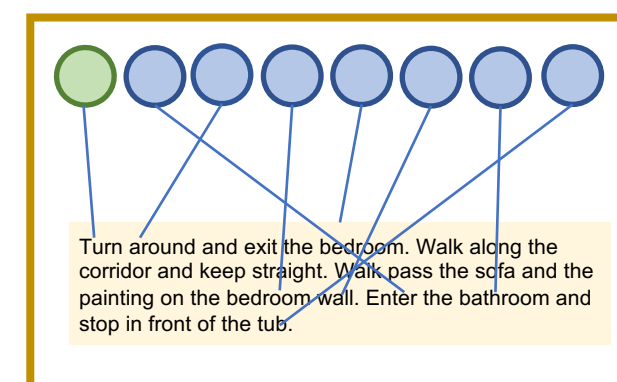 Turn around and exit the bedroom. Walk along the
corridor and keep straight. Walk pass the sofa and the
painting on the bedroom wall. Enter the bathroom and
stop in front of the tub.